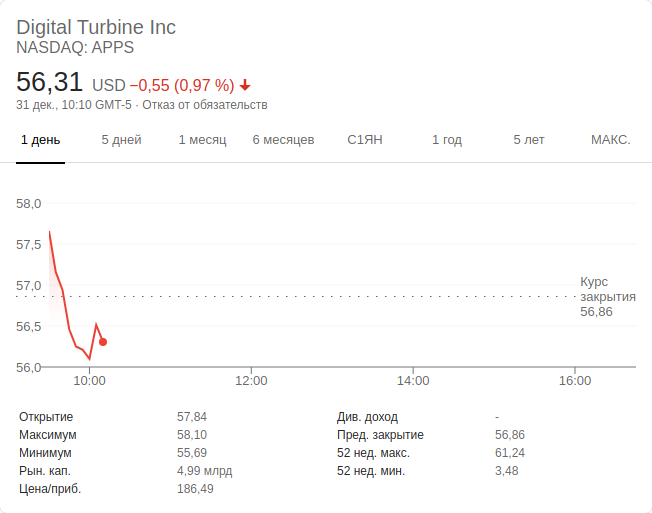 Digital Turbine Inc
NASDAQ: APPS
56,31 USD −0,55 (0,97 %)
31 дек., 10:10 GMT-5 · Отказ от обязательств
1 день 5 дней 1 месяц 6 месяцев С1ЯН 1 год 5 лет МАКС.
58,0
57,5
57,0
56,5
56,0
Курс
закрытия
56,86
10:00 12:00 14:00 16:00
Открытие 57,84
Максимум 58,10
Минимум 55,69
Рын. кап. 4,99 млрд
Цена/приб. 186,49
Див. доход -
Пред. закрытие 56,86
52 нед. макс. 61,24
52 нед. мин. 3,48